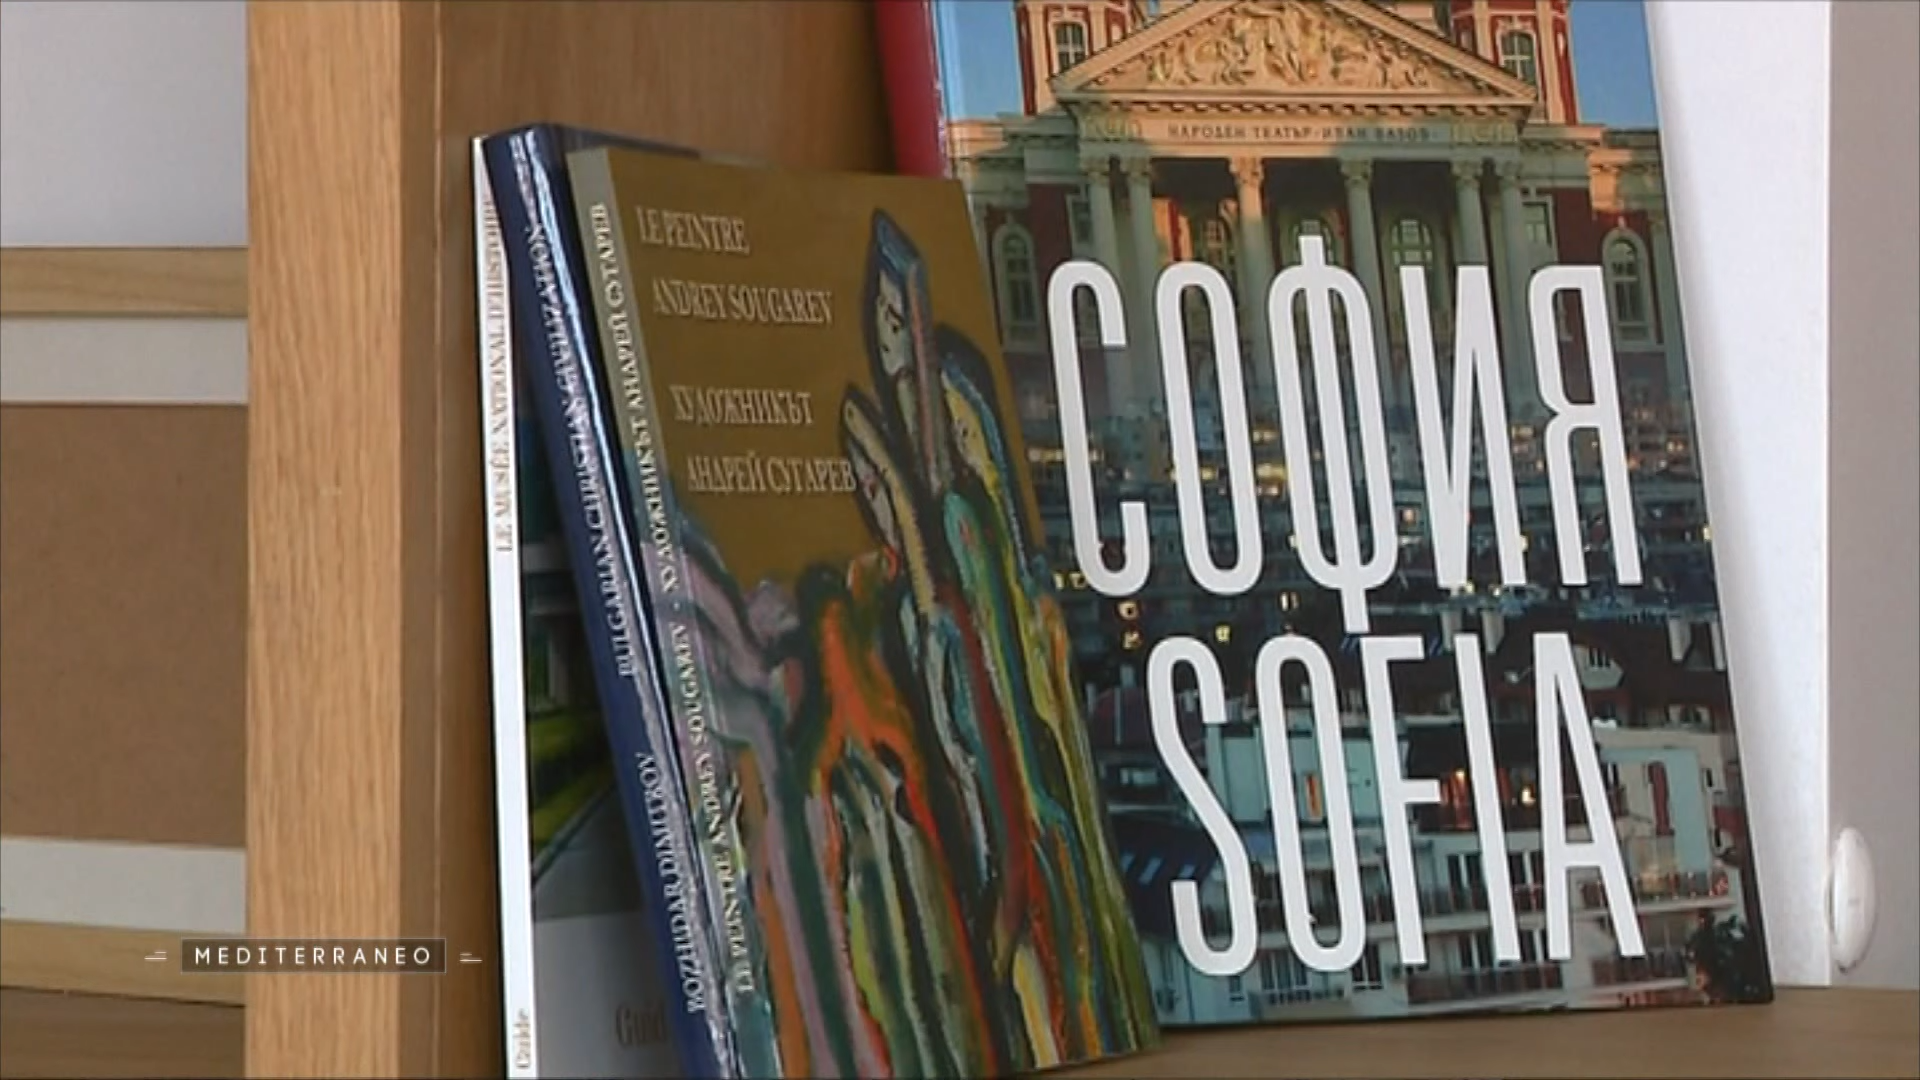 LE MUSÉE NATIONAL D'HISTOIRE
Guide
BOZHIDAR DIMITROV
BULGARIAN CHRISTIAN CIVILIZATION
LE PEINTRE ANDREY SOUGAREV - ХУДОЖНИКЪТ АНДРЕЙ СУГАРЕВ
LE PEINTRE
ANDREY SOUGAREV
ХУДОЖНИКЪТ
АНДРЕЙ СУГАРЕВ
НАРОДЕН ТЕАТЪР·ИВАН ВАЗОВ·
СОФИЯ
SOFIA
MEDITERRANEO